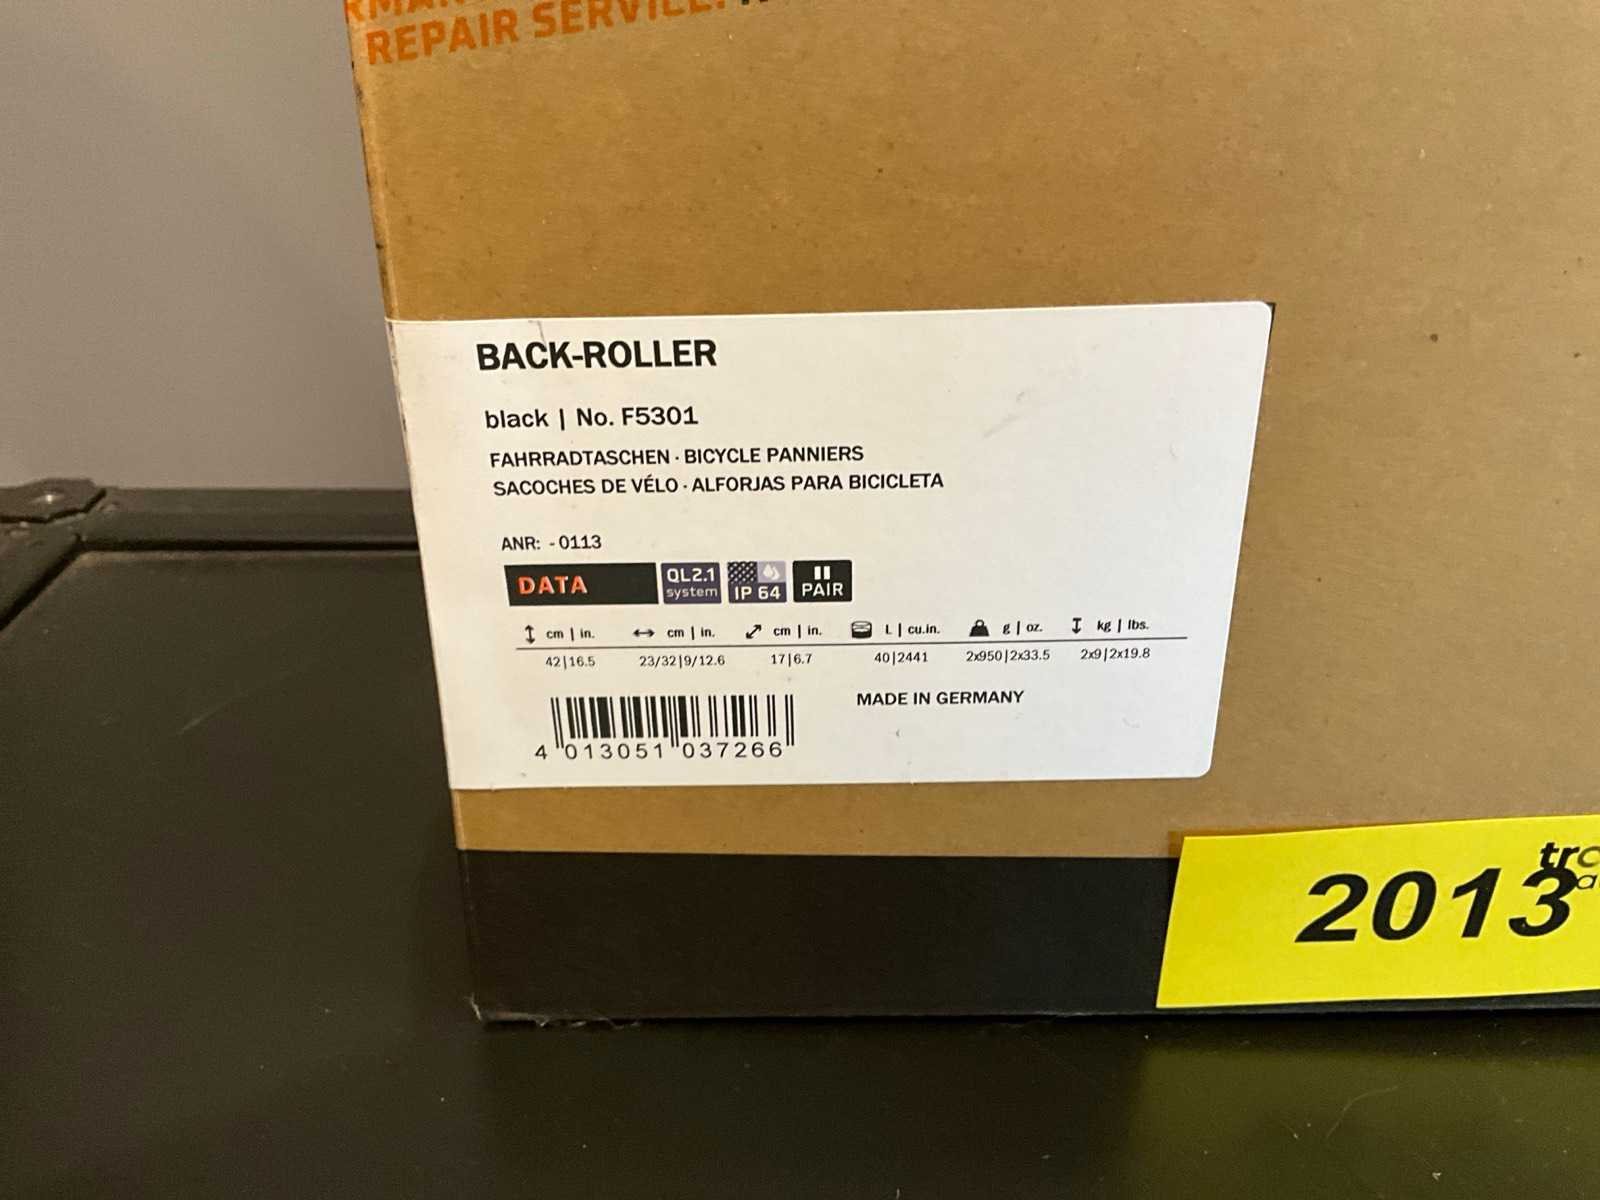 REPAIR SERVICE.
BACK-ROLLER
black | No. F5301
FAHRRADTASCHEN · BICYCLE PANNIERS
SACOCHES DE VÉLO · ALFORJAS PARA BICICLETA
ANR: - 0113
DATA QL2.1 system IP 64 PAIR
cm | in. cm | in. cm | in. L | cu.in. g | oz. kg | lbs.
42|16.5 23/32|9/12.6 17|6.7 40|2441 2x950|2x33.5 2x9|2x19.8
MADE IN GERMANY
4 013051 037266
2013